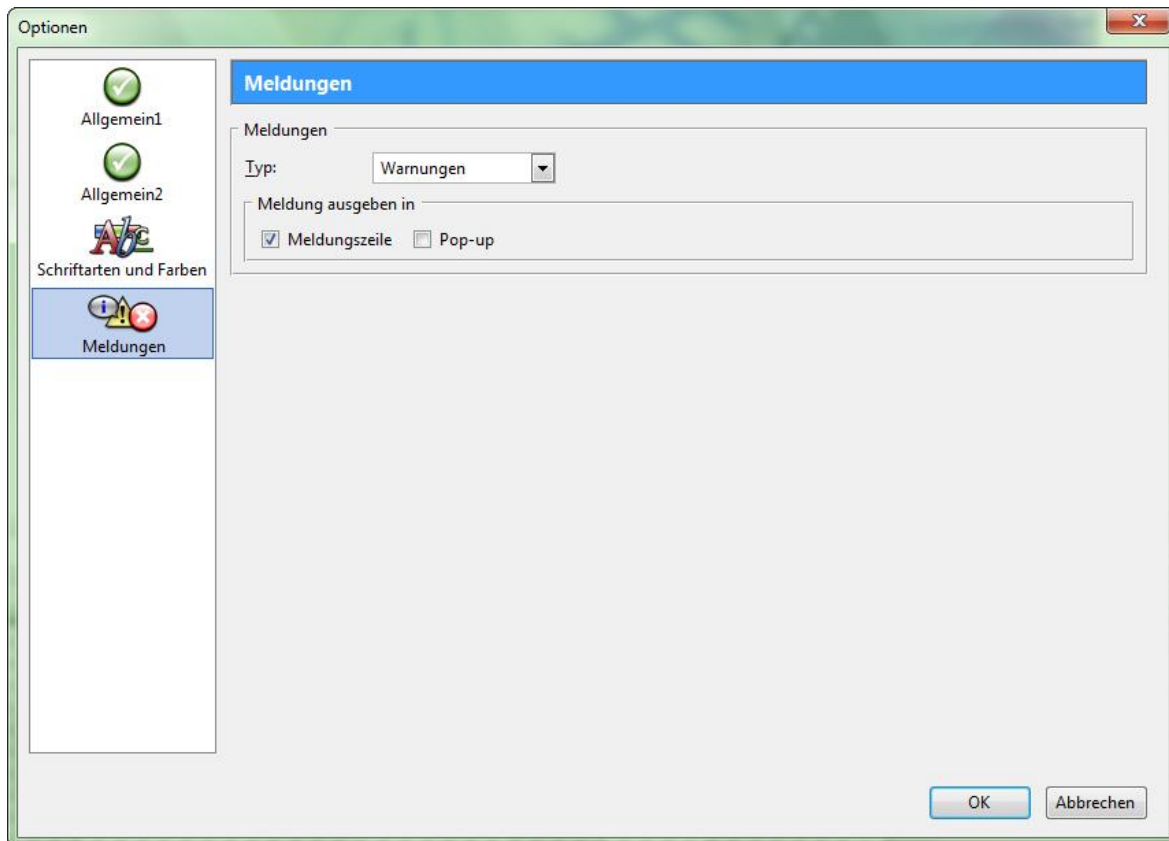 Optionen
Allgemein1
Allgemein2
Abc
Schriftarten und Farben
Meldungen
Meldungen
Meldungen
Typ: Warnungen
Meldung ausgeben in
Meldungszeile Pop-up
OK Abbrechen